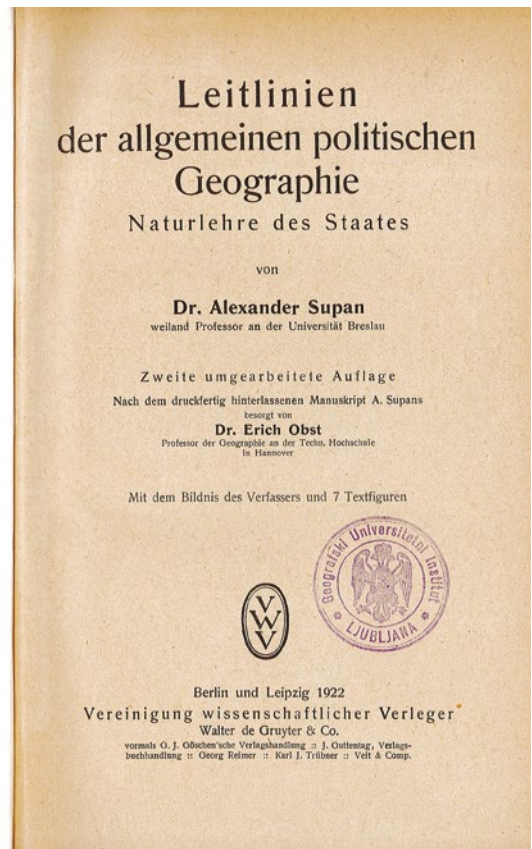 Leitlinien
der allgemeinen politischen
Geographie
Naturlehre des Staates
von
Dr. Alexander Supan
weiland Professor an der Universität Breslau
Zweite umgearbeitete Auflage
Nach dem druckfertig hinterlassenen Manuskript A. Supans
besorgt von
Dr. Erich Obst
Professor der Geographie an der Techn. Hochschule
in Hannover
Mit dem Bildnis des Verfassers und 7 Textfiguren
Geografski Universitetni Institut
* LJUBLJANA *
VWV
Berlin und Leipzig 1922
Vereinigung wissenschaftlicher Verleger
Walter de Gruyter & Co.
vormals G. J. Göschen'sche Verlagshandlung :: J. Guttentag, Verlags-
buchhandlung :: Georg Reimer :: Karl J. Trübner :: Veit & Comp.